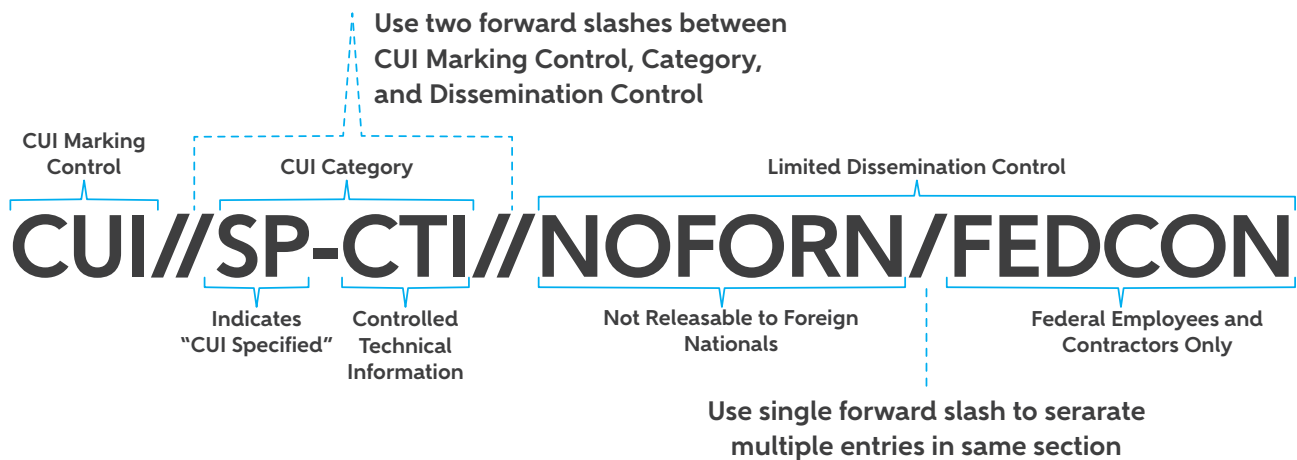 Use two forward slashes between
CUI Marking Control, Category,
and Dissemination Control
CUI Marking
Control
CUI Category
Limited Dissemination Control
CUI//SP-CTI//NOFORN/FEDCON
Indicates
“CUI Specified”
Controlled
Technical
Information
Not Releasable to Foreign
Nationals
Federal Employees and
Contractors Only
Use single forward slash to serarate
multiple entries in same section